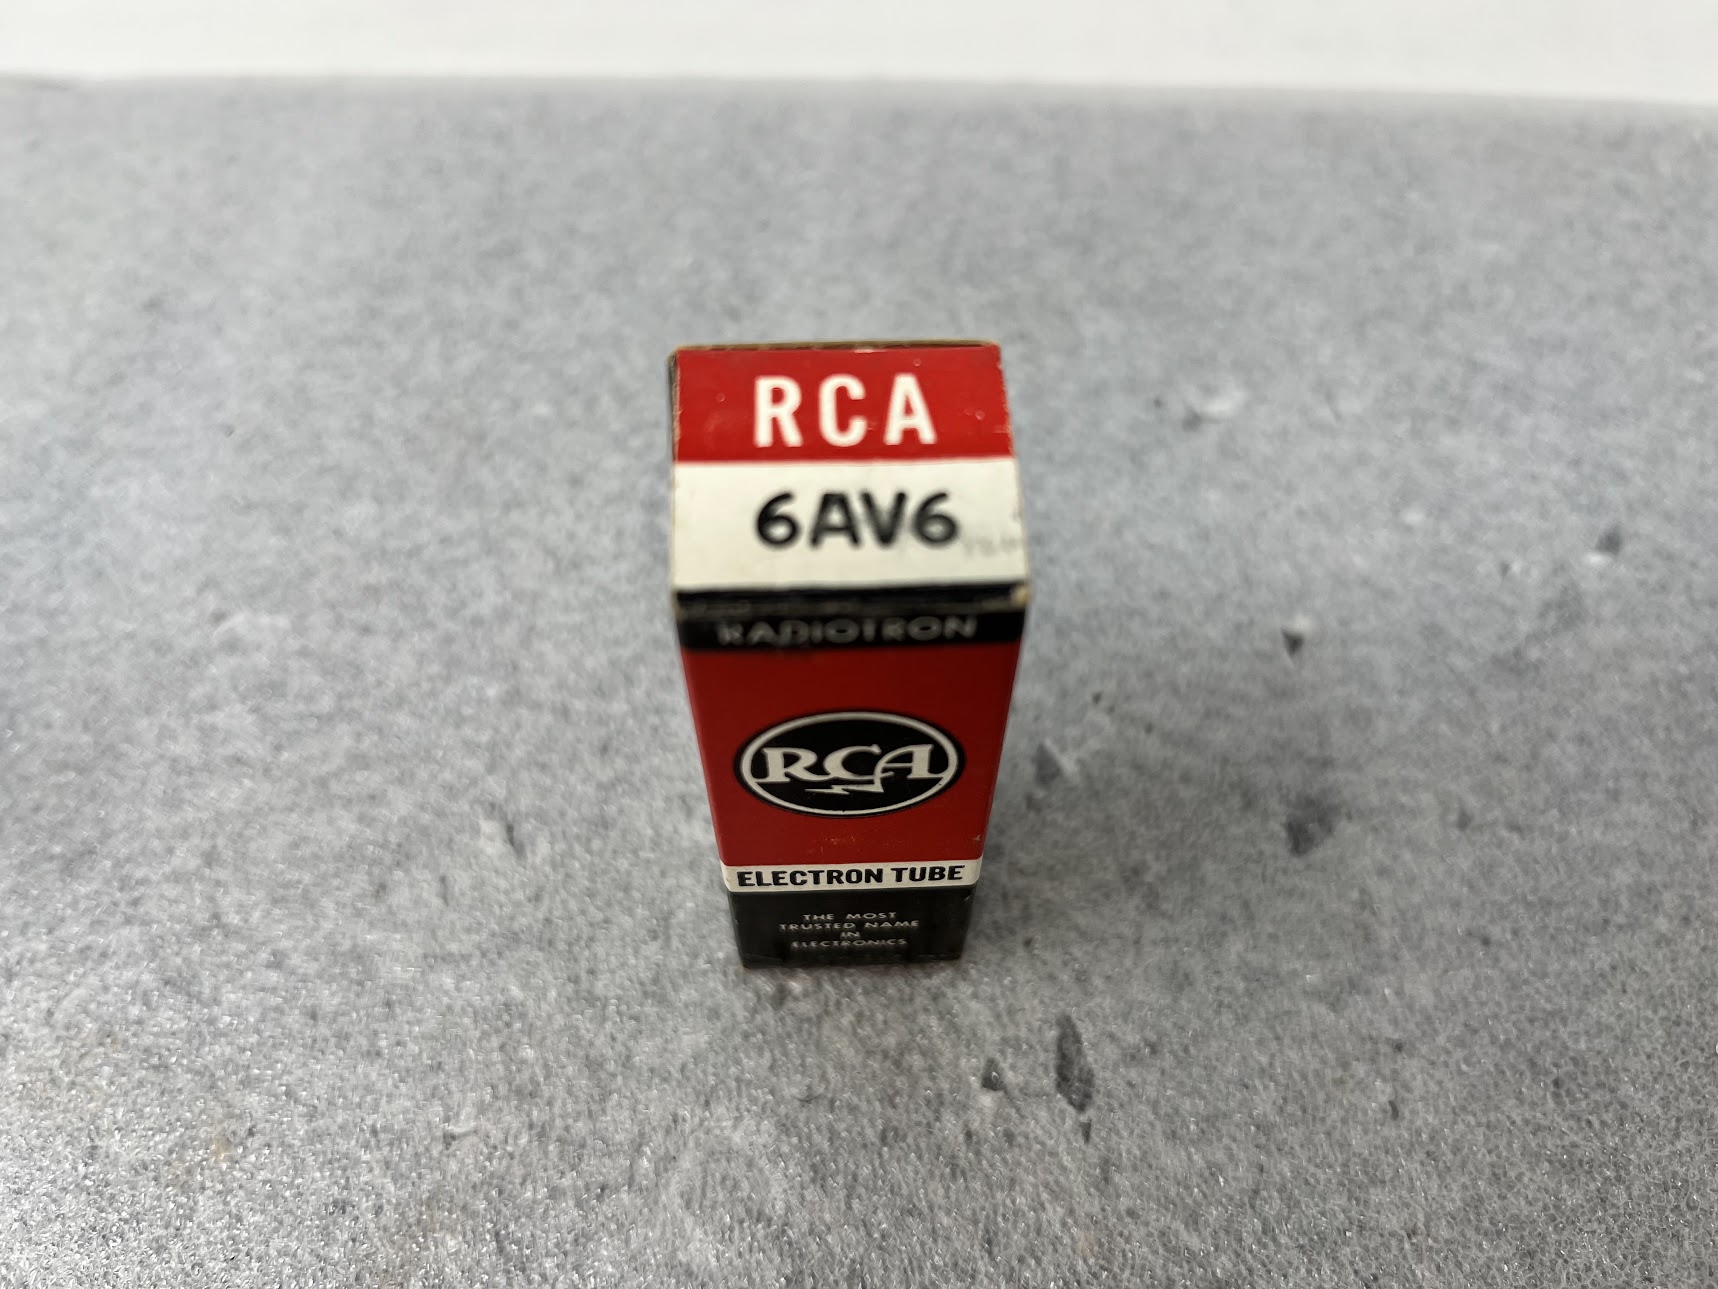 RCA
6AV6
RADIOTRON
RCA
ELECTRON TUBE
THE MOST
TRUSTED NAME
IN
ELECTRONICS